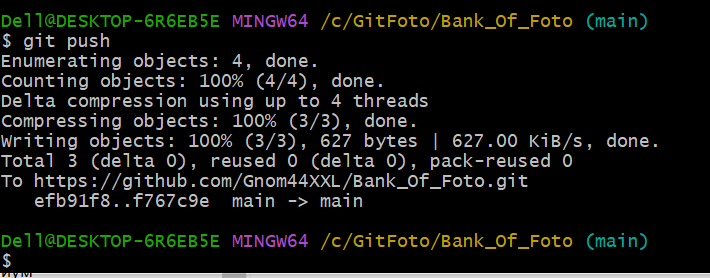 Dell@DESKTOP-6R6EB5E MINGW64 /c/GitFoto/Bank_Of_Foto (main)
$ git push
Enumerating objects: 4, done.
Counting objects: 100% (4/4), done.
Delta compression using up to 4 threads
Compressing objects: 100% (3/3), done.
Writing objects: 100% (3/3), 627 bytes | 627.00 KiB/s, done.
Total 3 (delta 0), reused 0 (delta 0), pack-reused 0
To https://github.com/Gnom44XXL/Bank_Of_Foto.git
   efb91f8..f767c9e  main -> main

Dell@DESKTOP-6R6EB5E MINGW64 /c/GitFoto/Bank_Of_Foto (main)
$